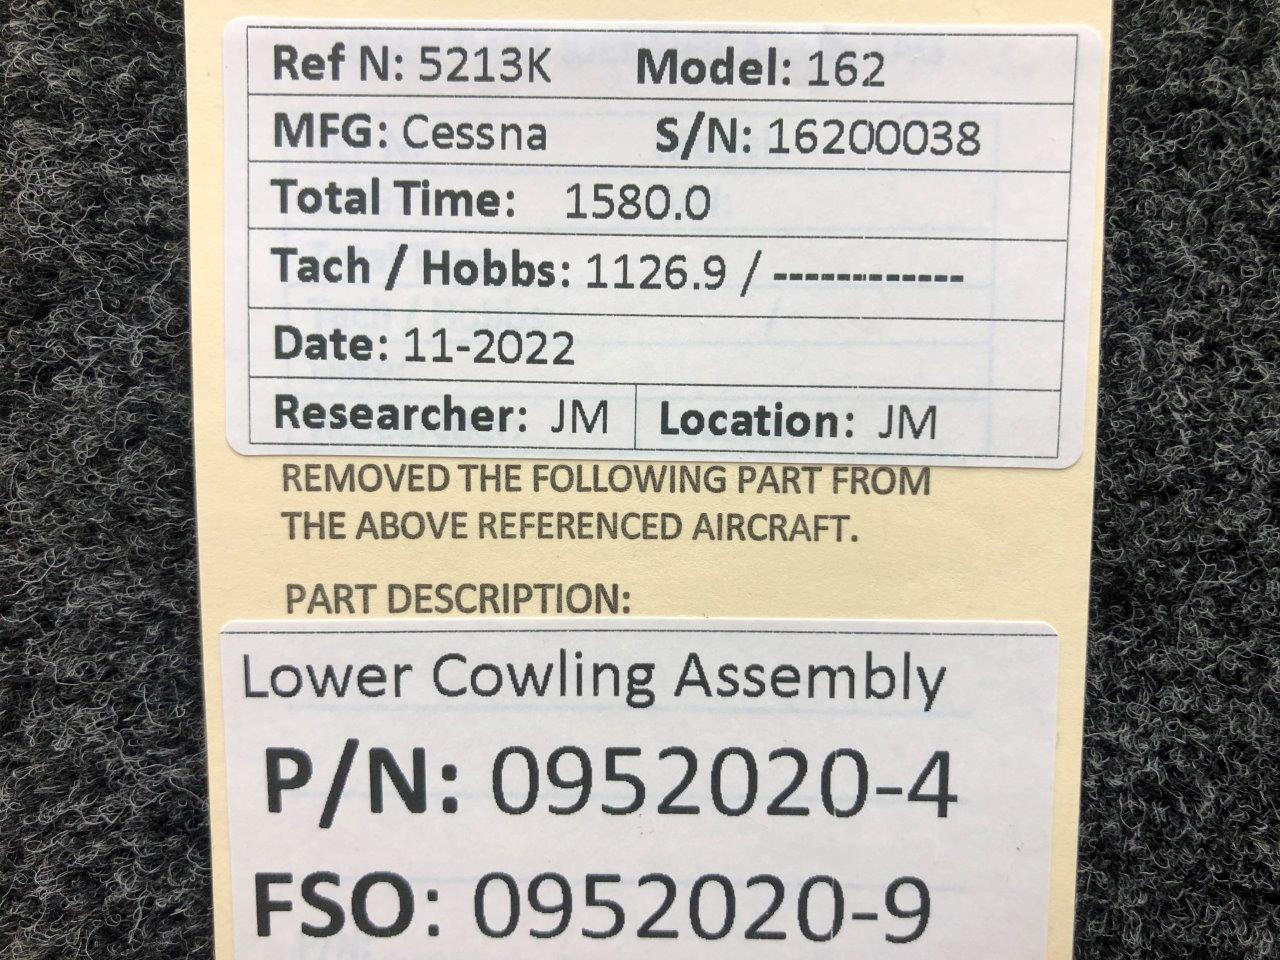 Ref N: 5213K Model: 162
MFG: Cessna S/N: 16200038
Total Time: 1580.0
Tach / Hobbs: 1126.9 / ------------
Date: 11-2022
Researcher: JM Location: JM
REMOVED THE FOLLOWING PART FROM
THE ABOVE REFERENCED AIRCRAFT.
PART DESCRIPTION:
Lower Cowling Assembly
P/N: 0952020-4
FSO: 0952020-9